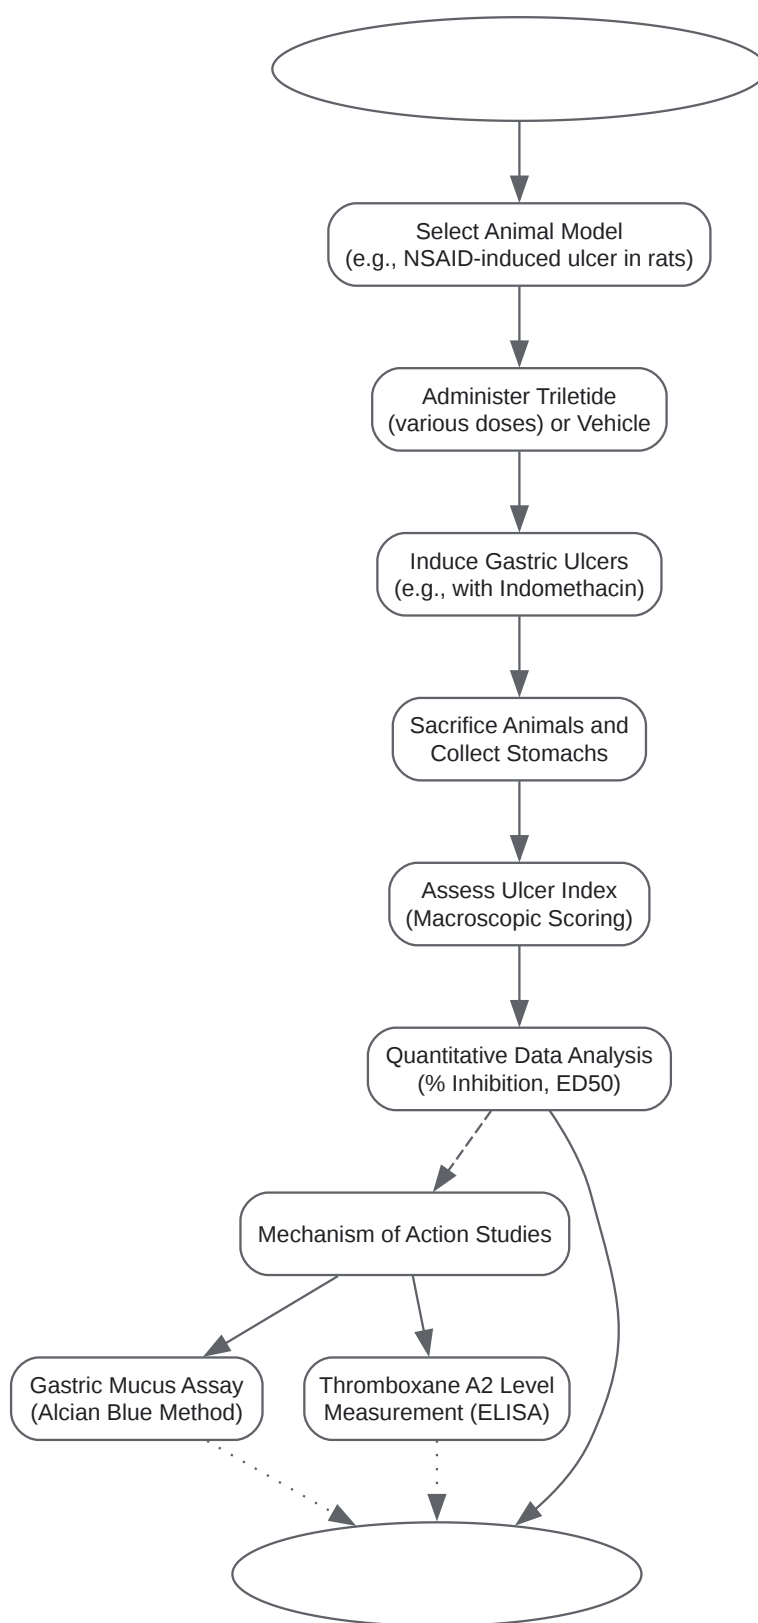 Select Animal Model
(e.g., NSAID-induced ulcer in rats)
Administer Triletide
(various doses) or Vehicle
Induce Gastric Ulcers
(e.g., with Indomethacin)
Sacrifice Animals and
Collect Stomachs
Assess Ulcer Index
(Macroscopic Scoring)
Quantitative Data Analysis
(% Inhibition, ED50)
Mechanism of Action Studies
Gastric Mucus Assay
(Alcian Blue Method)
Thromboxane A2 Level
Measurement (ELISA)